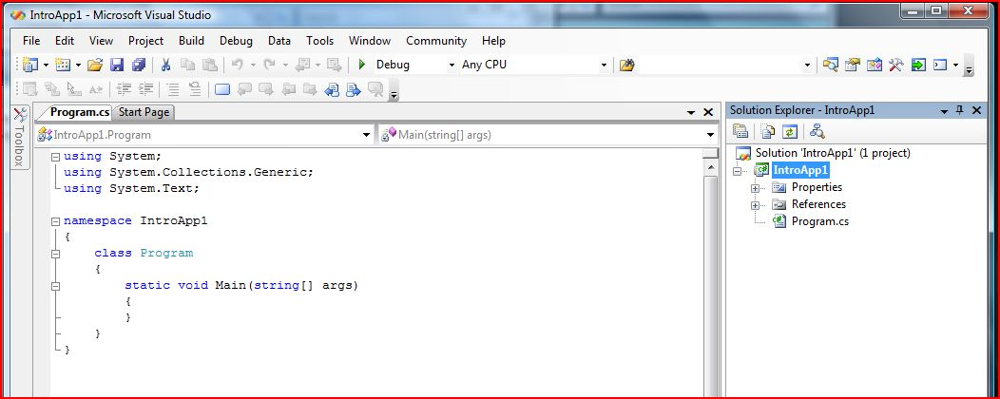 IntroApp1 - Microsoft Visual Studio
File Edit View Project Build Debug Data Tools Window Community Help
Debug Any CPU
Toolbox
Program.cs Start Page
IntroApp1.Program Main(string[] args)
using System;
using System.Collections.Generic;
using System.Text;
namespace IntroApp1
{
class Program
{
static void Main(string[] args)
{
}
}
}
Solution Explorer - IntroApp1
Solution 'IntroApp1' (1 project)
IntroApp1
Properties
References
Program.cs